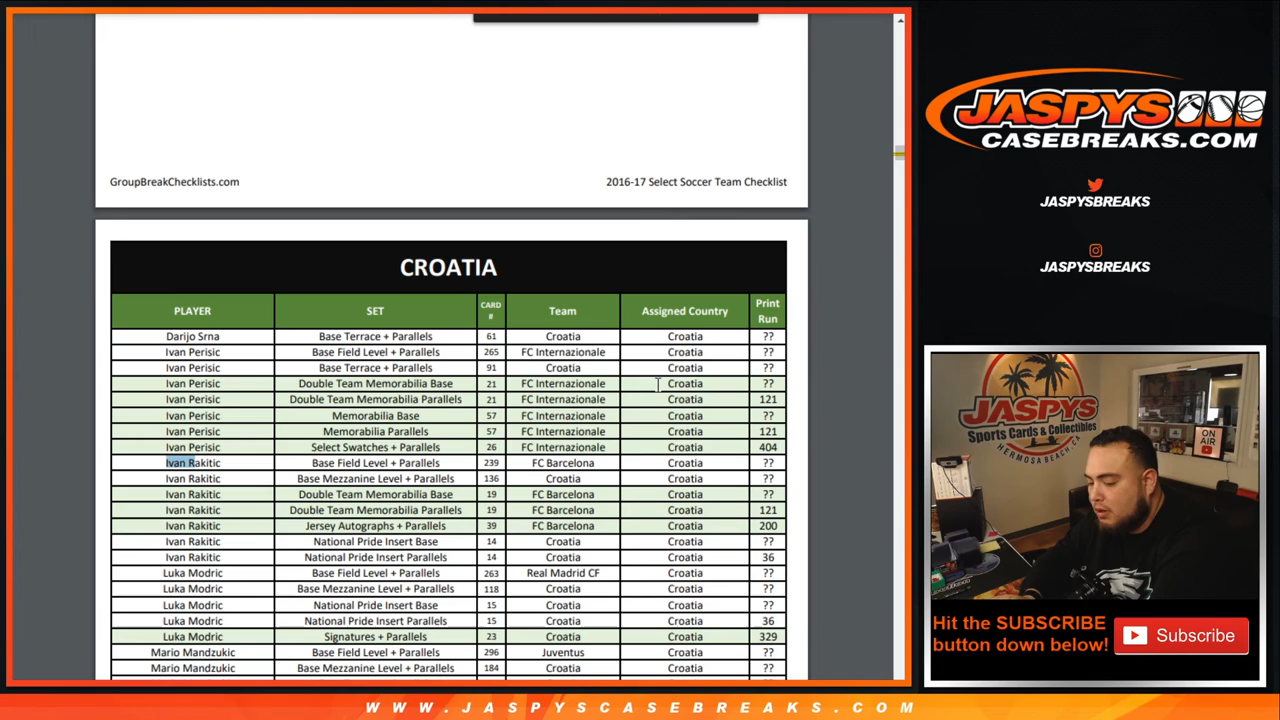 GroupBreakChecklists.com 2016-17 Select Soccer Team Checklist
CROATIA
PLAYER SET CARD # Team Assigned Country Print Run
Darijo Srna Base Terrace + Parallels 61 Croatia Croatia ??
Ivan Perisic Base Field Level + Parallels 265 FC Internazionale Croatia ??
Ivan Perisic Base Terrace + Parallels 91 Croatia Croatia ??
Ivan Perisic Double Team Memorabilia Base 21 FC Internazionale Croatia ??
Ivan Perisic Double Team Memorabilia Parallels 21 FC Internazionale Croatia 121
Ivan Perisic Memorabilia Base 57 FC Internazionale Croatia ??
Ivan Perisic Memorabilia Parallels 57 FC Internazionale Croatia 121
Ivan Perisic Select Swatches + Parallels 26 FC Internazionale Croatia 404
Ivan Rakitic Base Field Level + Parallels 239 FC Barcelona Croatia ??
Ivan Rakitic Base Mezzanine Level + Parallels 136 Croatia Croatia ??
Ivan Rakitic Double Team Memorabilia Base 19 FC Barcelona Croatia ??
Ivan Rakitic Double Team Memorabilia Parallels 19 FC Barcelona Croatia 121
Ivan Rakitic Jersey Autographs + Parallels 39 FC Barcelona Croatia 200
Ivan Rakitic National Pride Insert Base 14 Croatia Croatia ??
Ivan Rakitic National Pride Insert Parallels 14 Croatia Croatia 36
Luka Modric Base Field Level + Parallels 263 Real Madrid CF Croatia ??
Luka Modric Base Mezzanine Level + Parallels 118 Croatia Croatia ??
Luka Modric National Pride Insert Base 15 Croatia Croatia ??
Luka Modric National Pride Insert Parallels 15 Croatia Croatia 36
Luka Modric Signatures + Parallels 23 Croatia Croatia 329
Mario Mandzukic Base Field Level + Parallels 296 Juventus Croatia ??
Mario Mandzukic Base Mezzanine Level + Parallels 184 Croatia Croatia ??
JASPYS
CASEBREAKS.COM
JASPYSBREAKS
JASPYSBREAKS
JASPYS
Sports Cards & Collectibles
HERMOSA BEACH, CA
ON AIR
Hit the SUBSCRIBE
button down below!
Subscribe
WWW.JASPYSCASEBREAKS.COM